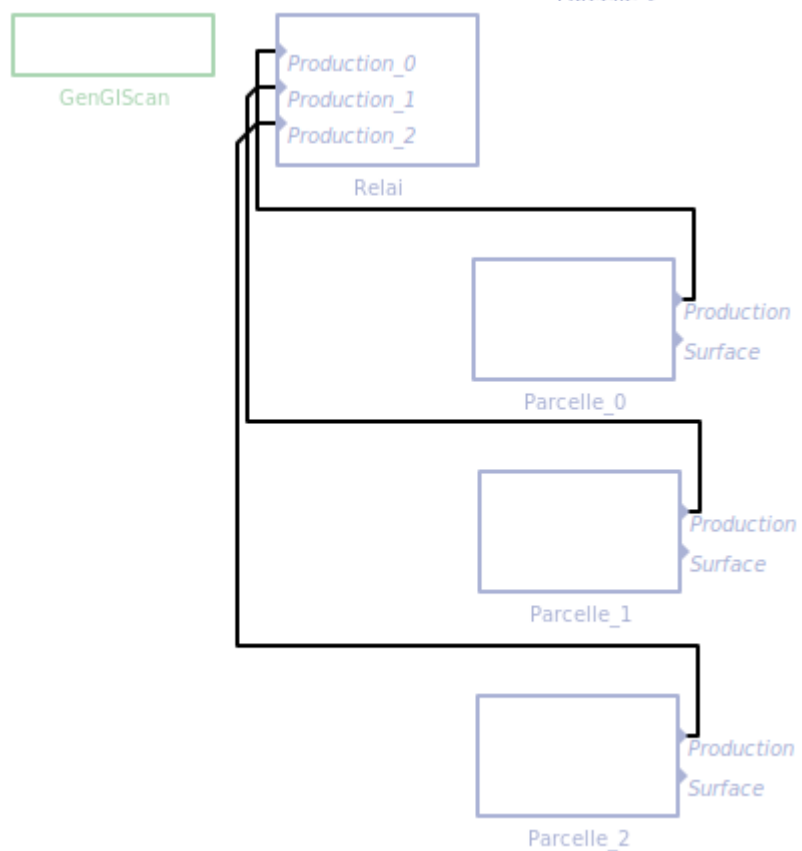 Production_0
Production_1
Production_2
GenGIScan
Relai
Production
Surface
Parcelle_0
Production
Surface
Parcelle_1
Production
Surface
Parcelle_2